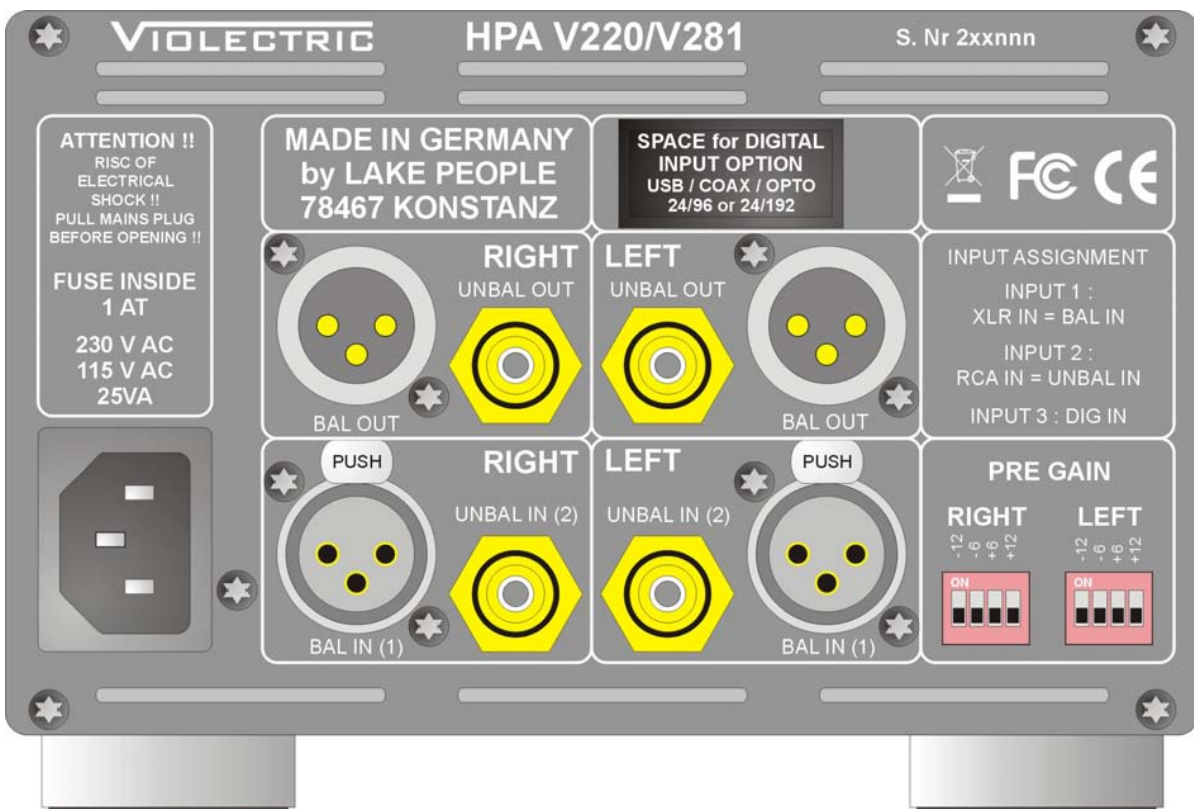 VIOLECTRIC
HPA V220/V281
S. Nr 2xxnnn
ATTENTION !!
RISC OF
ELECTRICAL
SHOCK !!
PULL MAINS PLUG
BEFORE OPENING !!
FUSE INSIDE
1 AT
230 V AC
115 V AC
25VA
MADE IN GERMANY
by LAKE PEOPLE
78467 KONSTANZ
SPACE for DIGITAL
INPUT OPTION
USB / COAX / OPTO
24/96 or 24/192
FC CE
RIGHT
UNBAL OUT
BAL OUT
LEFT
UNBAL OUT
BAL OUT
INPUT ASSIGNMENT
INPUT 1 :
XLR IN = BAL IN
INPUT 2 :
RCA IN = UNBAL IN
INPUT 3 : DIG IN
PUSH
RIGHT
UNBAL IN (2)
BAL IN (1)
LEFT
PUSH
UNBAL IN (2)
BAL IN (1)
PRE GAIN
RIGHT
-12
-6
+6
+12
ON
LEFT
-12
-6
+6
+12
ON